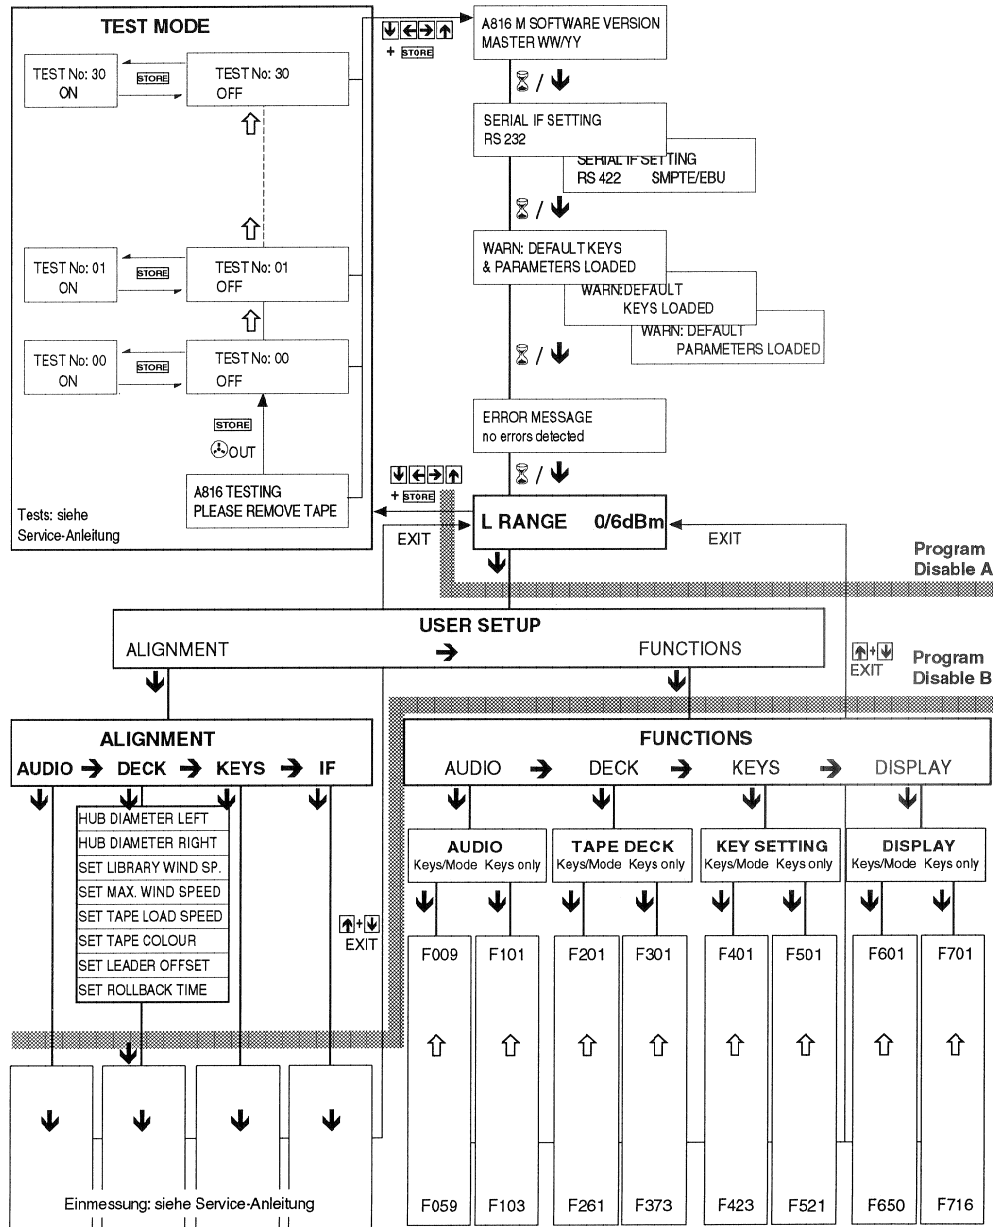 TEST MODE
TEST No: 30
ON
STORE
TEST No: 30
OFF
TEST No: 01
ON
STORE
TEST No: 01
OFF
TEST No: 00
ON
STORE
TEST No: 00
OFF
STORE
OUT
A816 TESTING
PLEASE REMOVE TAPE
Tests: siehe
Service-Anleitung
+ STORE
A816 M SOFTWARE VERSION
MASTER WW/YY
/
SERIAL IF SETTING
RS 232
SERIAL IF SETTING
RS 422 SMPTE/EBU
/
WARN: DEFAULT KEYS
& PARAMETERS LOADED
WARN:DEFAULT
KEYS LOADED
WARN: DEFAULT
PARAMETERS LOADED
/
ERROR MESSAGE
no errors detected
/
+ STORE
L RANGE 0/6dBm
EXIT
EXIT
Program
Disable A
USER SETUP
ALIGNMENT FUNCTIONS
+
EXIT
Program
Disable B
ALIGNMENT
AUDIO DECK KEYS IF
HUB DIAMETER LEFT
HUB DIAMETER RIGHT
SET LIBRARY WIND SP.
SET MAX. WIND SPEED
SET TAPE LOAD SPEED
SET TAPE COLOUR
SET LEADER OFFSET
SET ROLLBACK TIME
+
EXIT
Einmessung: siehe Service-Anleitung
FUNCTIONS
AUDIO DECK KEYS DISPLAY
AUDIO
Keys/Mode Keys only
TAPE DECK
Keys/Mode Keys only
KEY SETTING
Keys/Mode Keys only
DISPLAY
Keys/Mode Keys only
F009 F101 F201 F301 F401 F501 F601 F701
F059 F103 F261 F373 F423 F521 F650 F716